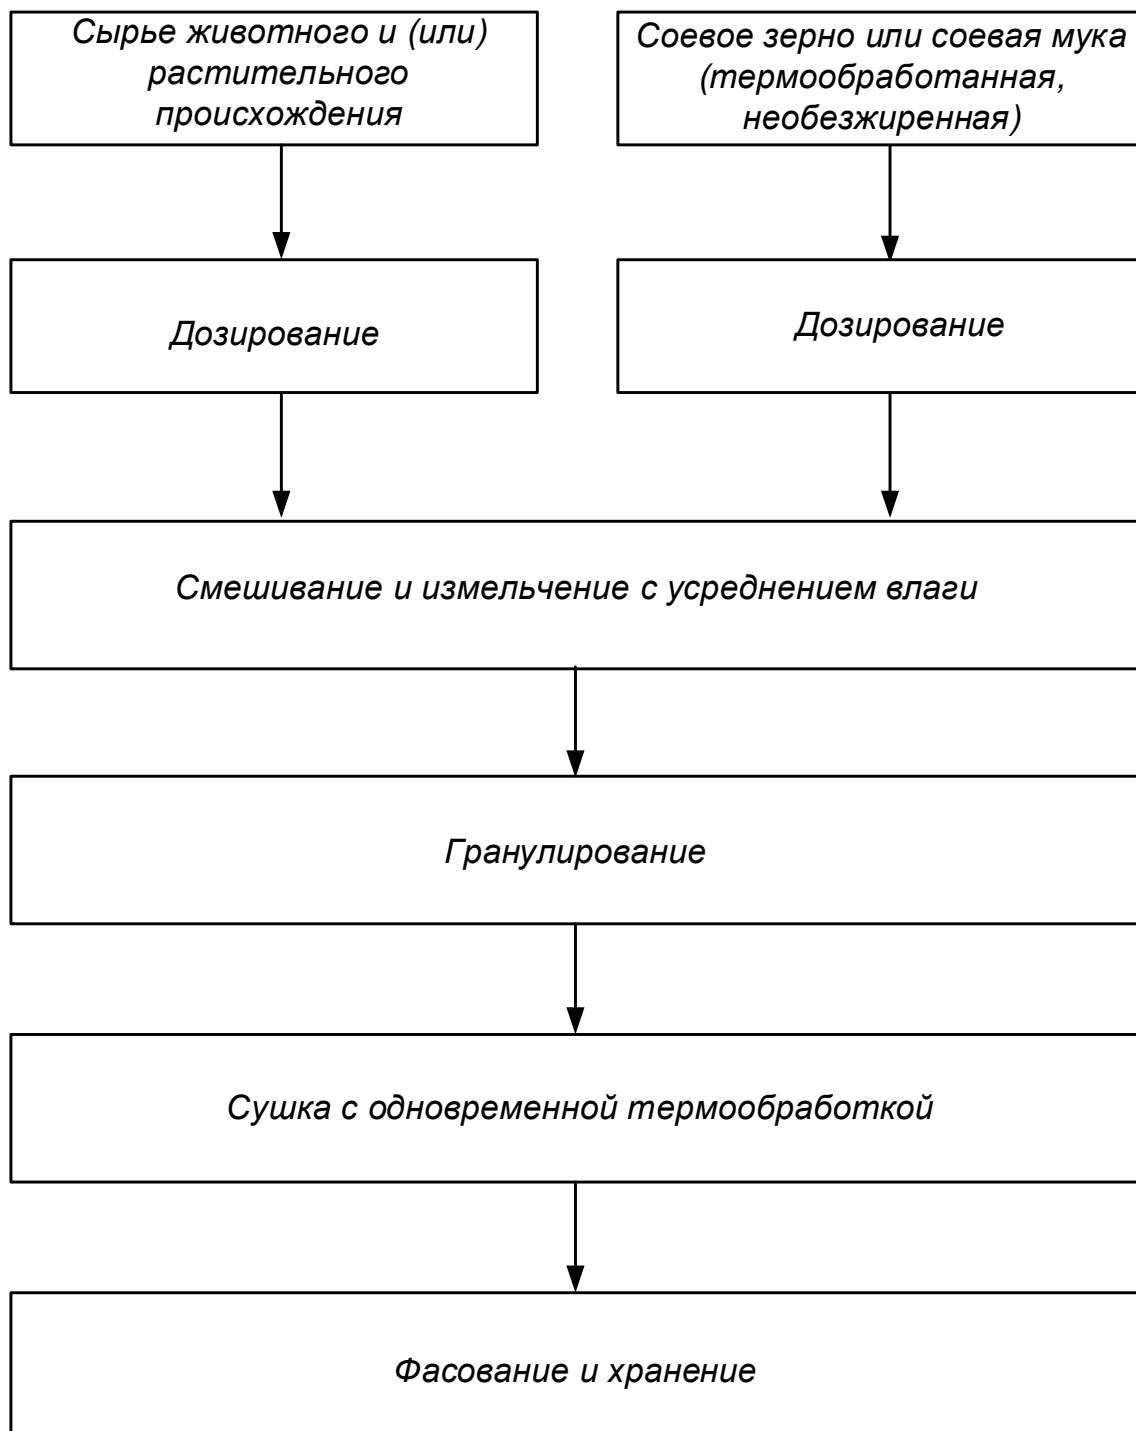 Сырье животного и (или)
растительного
происхождения
Соевое зерно или соевая мука
(термообработанная,
необезжиренная)
Дозирование
Дозирование
Смешивание и измельчение с усреднением влаги
Гранулирование
Сушка с одновременной термообработкой
Фасование и хранение